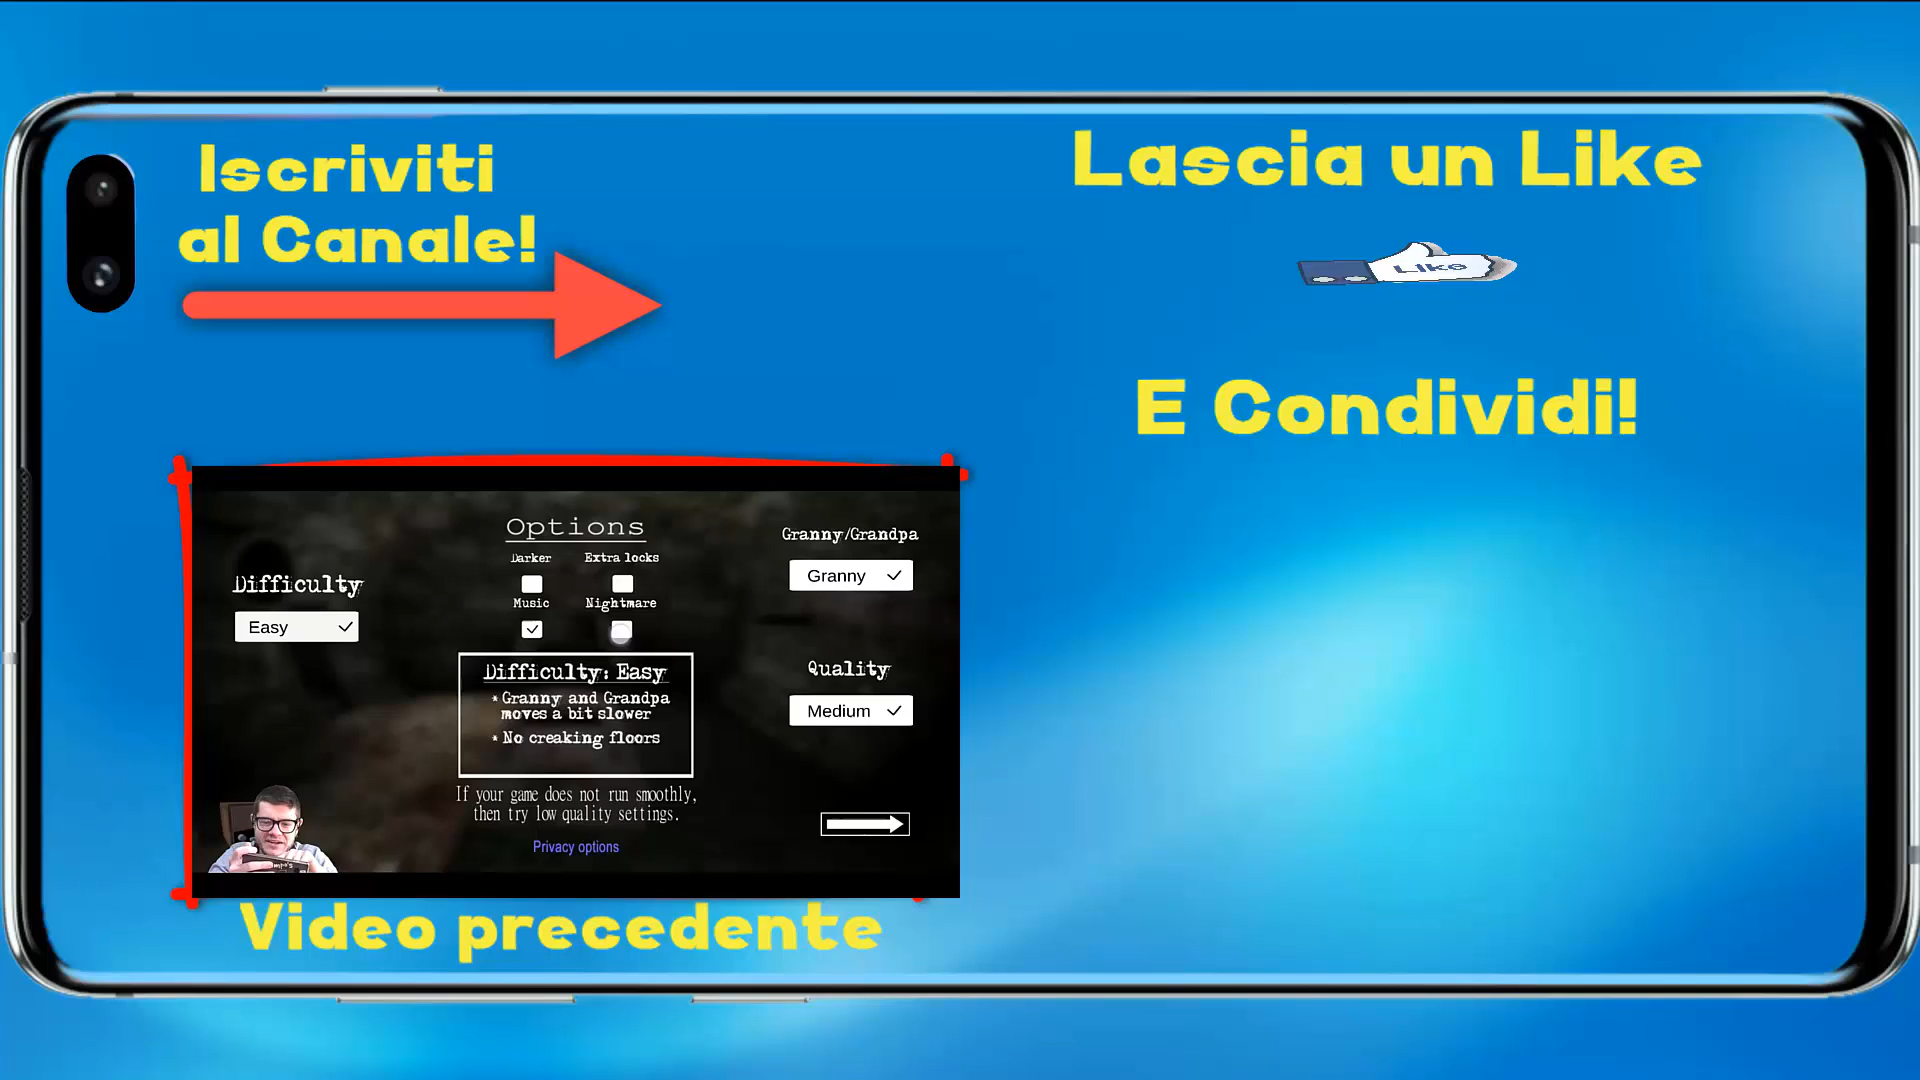 Iscriviti
al Canale!
Lascia un Like
Like
E Condividi!
Options
Darker
Extra locks
Music
Nightmare
Difficulty
Easy
Granny/Grandpa
Granny
Difficulty: Easy
* Granny and Grandpa
moves a bit slower
* No creaking floors
Quality
Medium
If your game does not run smoothly,
then try low quality settings.
Privacy options
Video precedente